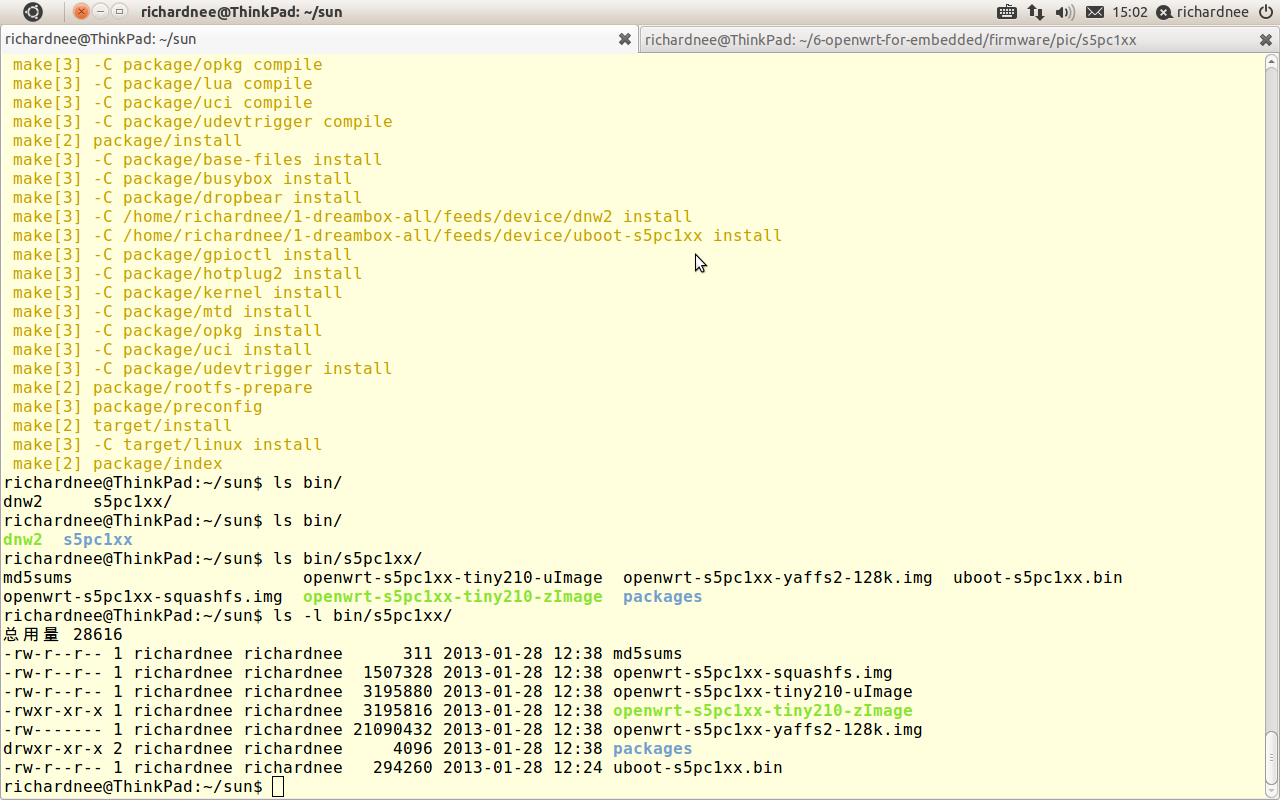 richardnee@ThinkPad: ~/sun
15:02
richardnee
richardnee@ThinkPad: ~/sun
richardnee@ThinkPad: ~/6-openwrt-for-embedded/firmware/pic/s5pc1xx
make[3] -C package/opkg compile
make[3] -C package/lua compile
make[3] -C package/uci compile
make[3] -C package/udevtrigger compile
make[2] package/install
make[3] -C package/base-files install
make[3] -C package/busybox install
make[3] -C package/dropbear install
make[3] -C /home/richardnee/1-dreambox-all/feeds/device/dnw2 install
make[3] -C /home/richardnee/1-dreambox-all/feeds/device/uboot-s5pc1xx install
make[3] -C package/gpioctl install
make[3] -C package/hotplug2 install
make[3] -C package/kernel install
make[3] -C package/mtd install
make[3] -C package/opkg install
make[3] -C package/uci install
make[3] -C package/udevtrigger install
make[2] package/rootfs-prepare
make[3] package/preconfig
make[2] target/install
make[3] -C target/linux install
make[2] package/index
richardnee@ThinkPad:~/sun$ ls bin/
dnw2     s5pc1xx/
richardnee@ThinkPad:~/sun$ ls bin/
dnw2  s5pc1xx
richardnee@ThinkPad:~/sun$ ls bin/s5pc1xx/
md5sums                       openwrt-s5pc1xx-tiny210-uImage  openwrt-s5pc1xx-yaffs2-128k.img  uboot-s5pc1xx.bin
openwrt-s5pc1xx-squashfs.img  openwrt-s5pc1xx-tiny210-zImage  packages
richardnee@ThinkPad:~/sun$ ls -l bin/s5pc1xx/
总用量 28616
-rw-r--r-- 1 richardnee richardnee      311 2013-01-28 12:38 md5sums
-rw-r--r-- 1 richardnee richardnee  1507328 2013-01-28 12:38 openwrt-s5pc1xx-squashfs.img
-rw-r--r-- 1 richardnee richardnee  3195880 2013-01-28 12:38 openwrt-s5pc1xx-tiny210-uImage
-rwxr-xr-x 1 richardnee richardnee  3195816 2013-01-28 12:38 openwrt-s5pc1xx-tiny210-zImage
-rw------- 1 richardnee richardnee 21090432 2013-01-28 12:38 openwrt-s5pc1xx-yaffs2-128k.img
drwxr-xr-x 2 richardnee richardnee     4096 2013-01-28 12:38 packages
-rw-r--r-- 1 richardnee richardnee   294260 2013-01-28 12:24 uboot-s5pc1xx.bin
richardnee@ThinkPad:~/sun$